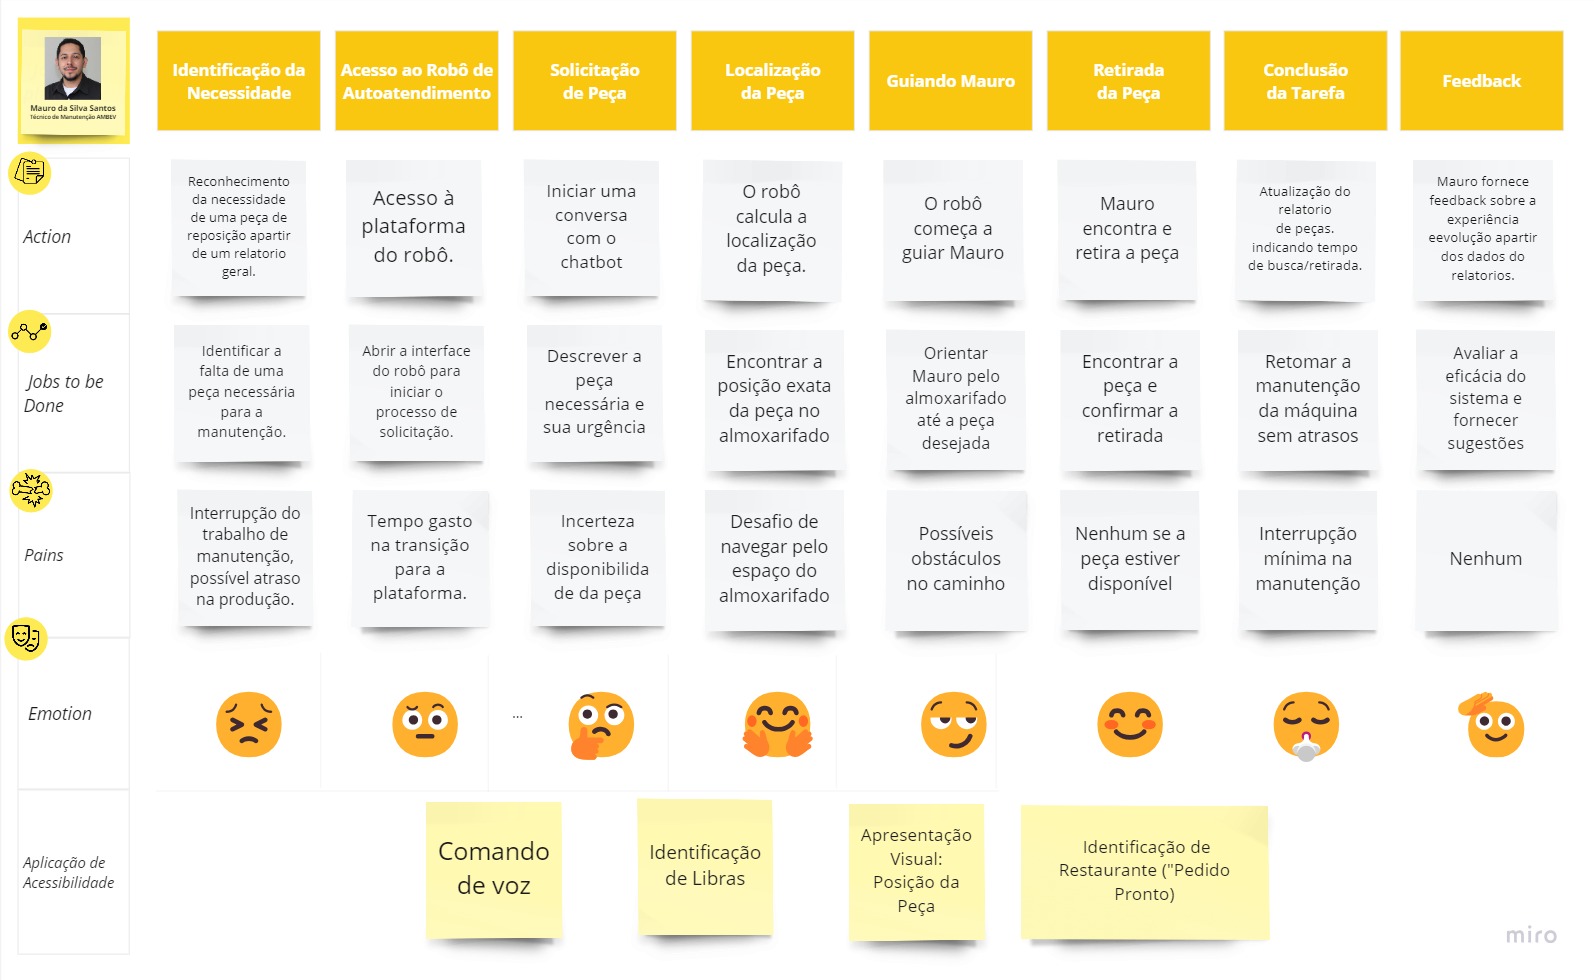 Mauro da Silva Santos
Técnico de Manutenção AMBEV
Identificação da
Necessidade
Acesso ao Robô de
Autoatendimento
Solicitação
de Peça
Localização
da Peça
Guiando Mauro
Retirada
da Peça
Conclusão
da Tarefa
Feedback
Action
Reconhecimento
da necessidade
de uma peça de
reposição apartir
de um relatorio
geral.
Acesso à
plataforma
do robô.
Iniciar uma
conversa
com o
chatbot
O robô
calcula a
localização
da peça.
O robô
começa a
guiar Mauro
Mauro
encontra e
retira a peça
Atualização do
relatorio
de peças.
indicando tempo
de busca/retirada.
Mauro fornece
feedback sobre a
experiência
eevolução apartir
dos dados do
relatorios.
Jobs to be
Done
Identificar a
falta de uma
peça necessária
para a
manutenção.
Abrir a interface
do robô para
iniciar o
processo de
solicitação.
Descrever a
peça
necessária e
sua urgência
Encontrar a
posição exata
da peça no
almoxarifado
Orientar
Mauro pelo
almoxarifado
até a peça
desejada
Encontrar a
peça e
confirmar a
retirada
Retomar a
manutenção
da máquina
sem atrasos
Avaliar a
eficácia do
sistema e
fornecer
sugestões
Pains
Interrupção do
trabalho de
manutenção,
possível atraso
na produção.
Tempo gasto
na transição
para a
plataforma.
Incerteza
sobre a
disponibilida
de da peça
Desafio de
navegar pelo
espaço do
almoxarifado
Possíveis
obstáculos
no caminho
Nenhum se a
peça estiver
disponível
Interrupção
mínima na
manutenção
Nenhum
Emotion
...
Aplicação de
Acessibilidade
Comando
de voz
Identificação
de Libras
Apresentação
Visual:
Posição da
Peça
Identificação de
Restaurante ("Pedido
Pronto)
miro